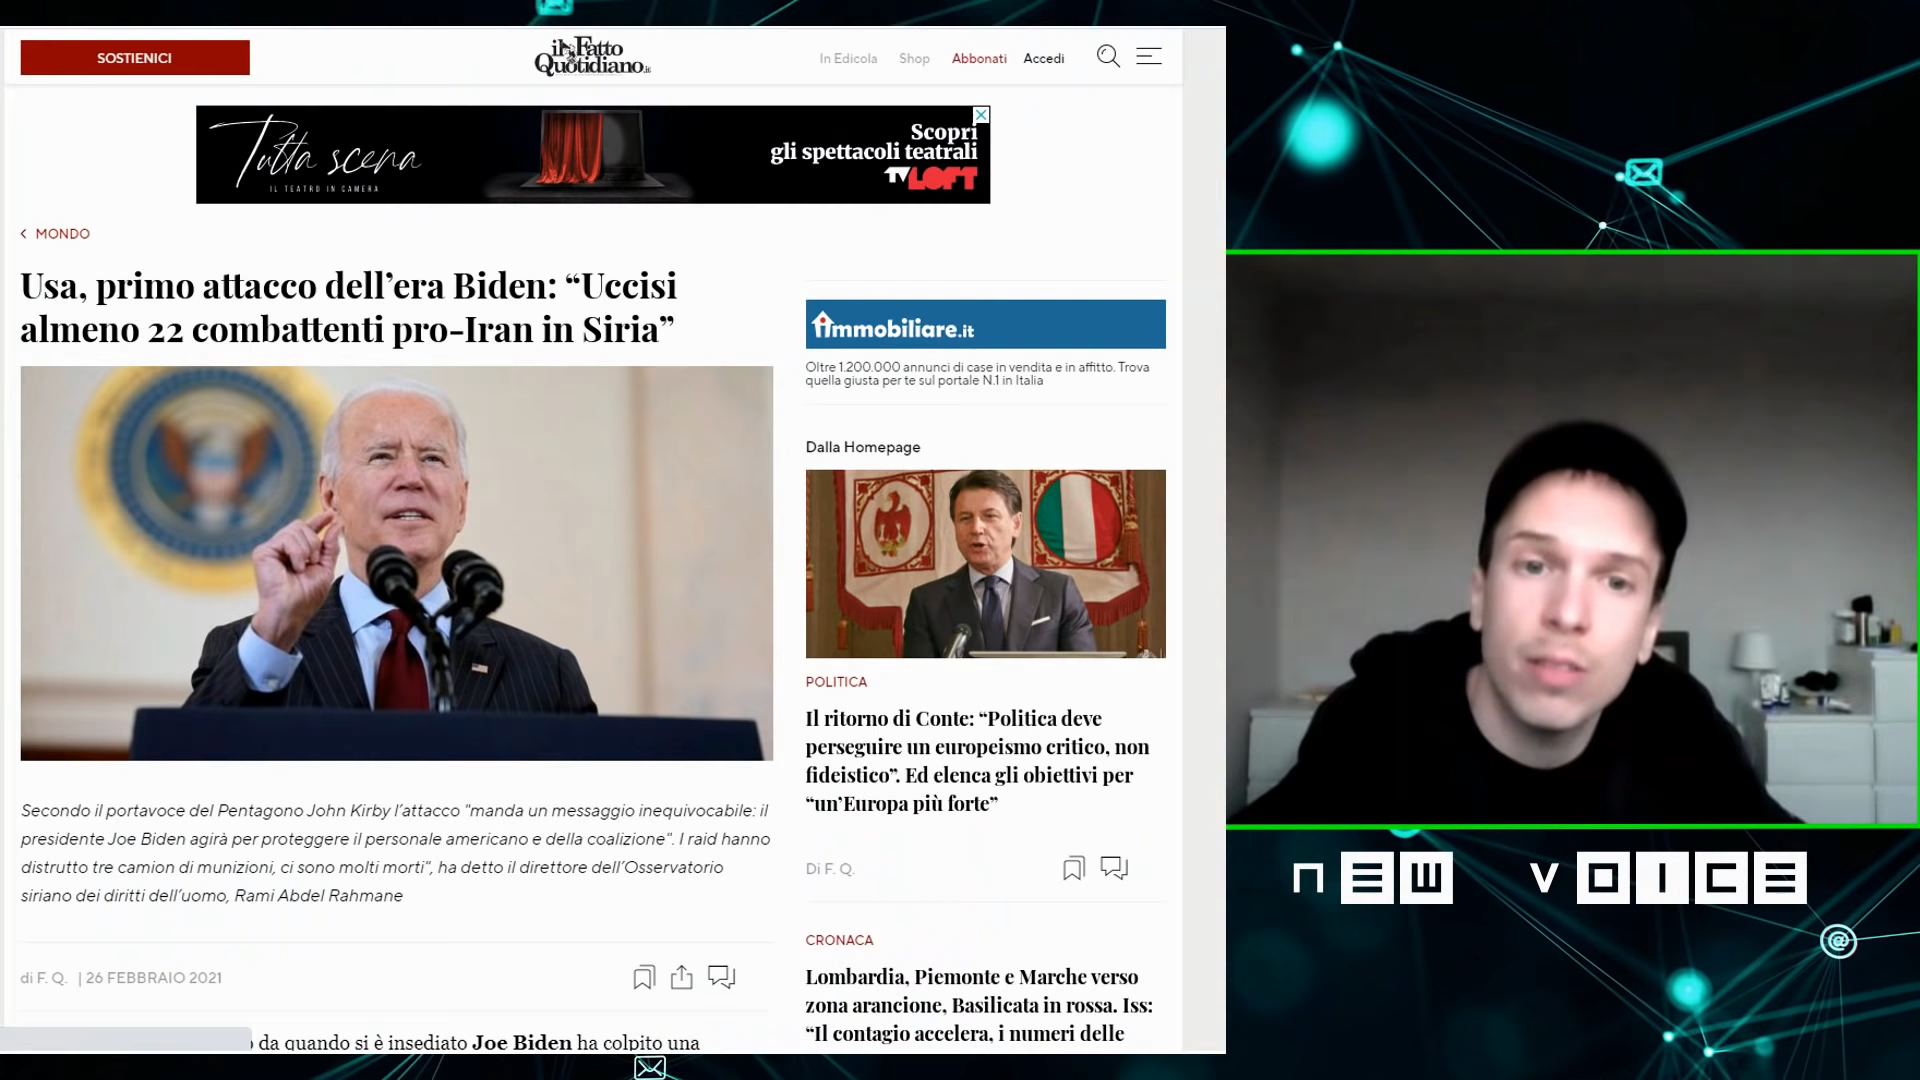 SOSTIENICI
il Fatto
Quotidiano.it
In Edicola Shop Abbonati Accedi
Tutta scena
IL TEATRO IN CAMERA
Scopri
gli spettacoli teatrali
TVLOFT
< MONDO
Usa, primo attacco dell’era Biden: “Uccisi
almeno 22 combattenti pro-Iran in Siria”
Secondo il portavoce del Pentagono John Kirby l’attacco "manda un messaggio inequivocabile: il
presidente Joe Biden agirà per proteggere il personale americano e della coalizione". I raid hanno
distrutto tre camion di munizioni, ci sono molti morti", ha detto il direttore dell’Osservatorio
siriano dei diritti dell’uomo, Rami Abdel Rahmane
di F. Q. | 26 FEBBRAIO 2021
da quando si è insediato Joe Biden ha colpito una
immobiliare.it
Oltre 1.200.000 annunci di case in vendita e in affitto. Trova
quella giusta per te sul portale N.1 in Italia
Dalla Homepage
POLITICA
Il ritorno di Conte: “Politica deve
perseguire un europeismo critico, non
fideistico”. Ed elenca gli obiettivi per
“un’Europa più forte”
Di F. Q.
CRONACA
Lombardia, Piemonte e Marche verso
zona arancione, Basilicata in rossa. Iss:
“Il contagio accelera, i numeri delle
NEW VOICE
@